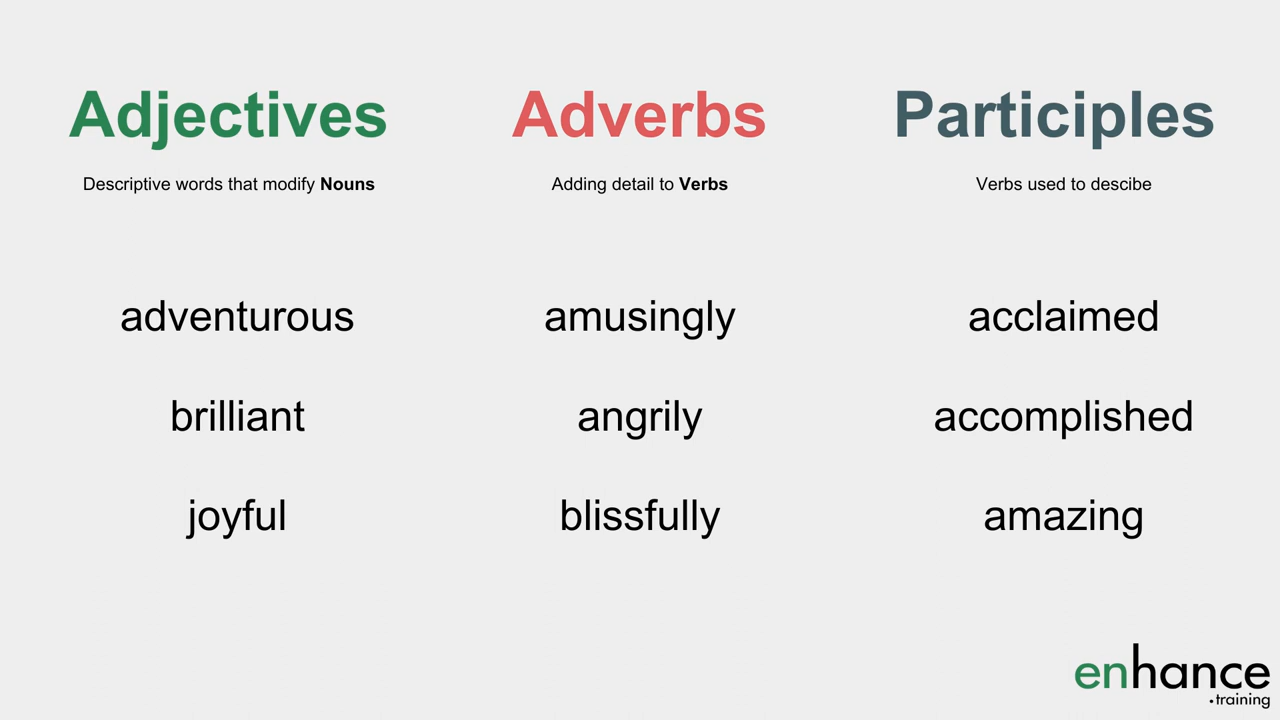 Adjectives
Descriptive words that modify Nouns
adventurous
brilliant
joyful
Adverbs
Adding detail to Verbs
amusingly
angrily
blissfully
Participles
Verbs used to descibe
acclaimed
accomplished
amazing
enhance
.training